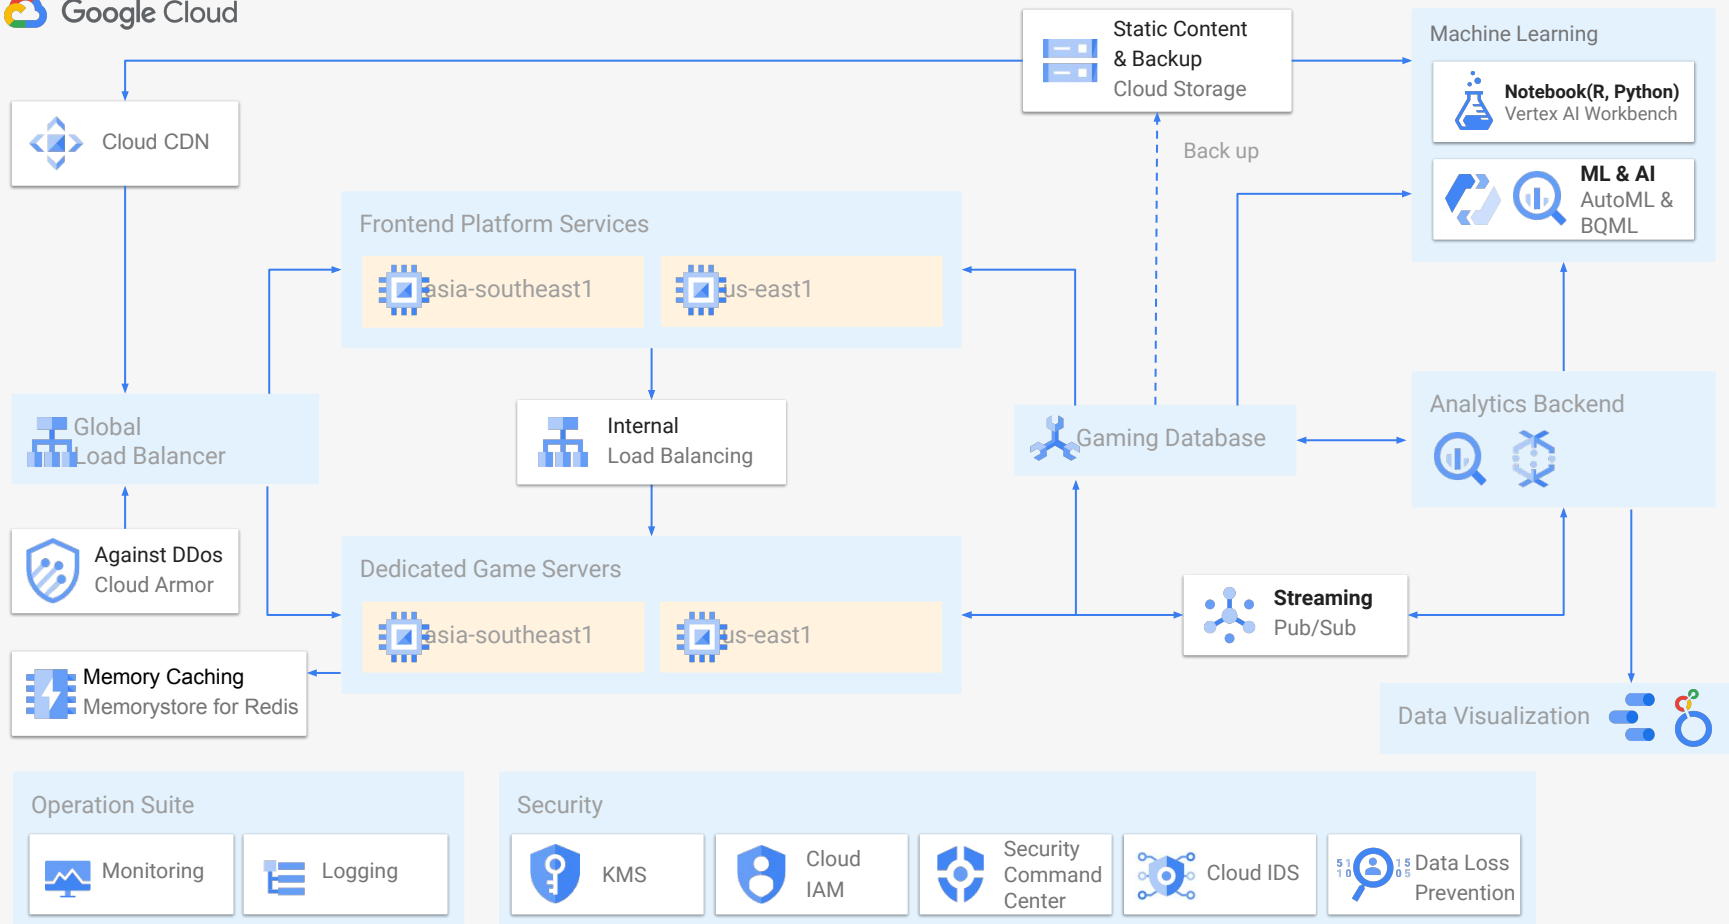 Google Cloud
Static Content
& Backup
Cloud Storage
Machine Learning
Notebook(R, Python)
Vertex AI Workbench
ML & AI
AutoML &
BQML
Cloud CDN
Back up
Frontend Platform Services
asia-southeast1
us-east1
Global
Load Balancer
Internal
Load Balancing
Gaming Database
Analytics Backend
Against DDos
Cloud Armor
Dedicated Game Servers
asia-southeast1
us-east1
Streaming
Pub/Sub
Memory Caching
Memorystore for Redis
Data Visualization
Operation Suite
Monitoring
Logging
Security
KMS
Cloud
IAM
Security
Command
Center
Cloud IDS
Data Loss
Prevention